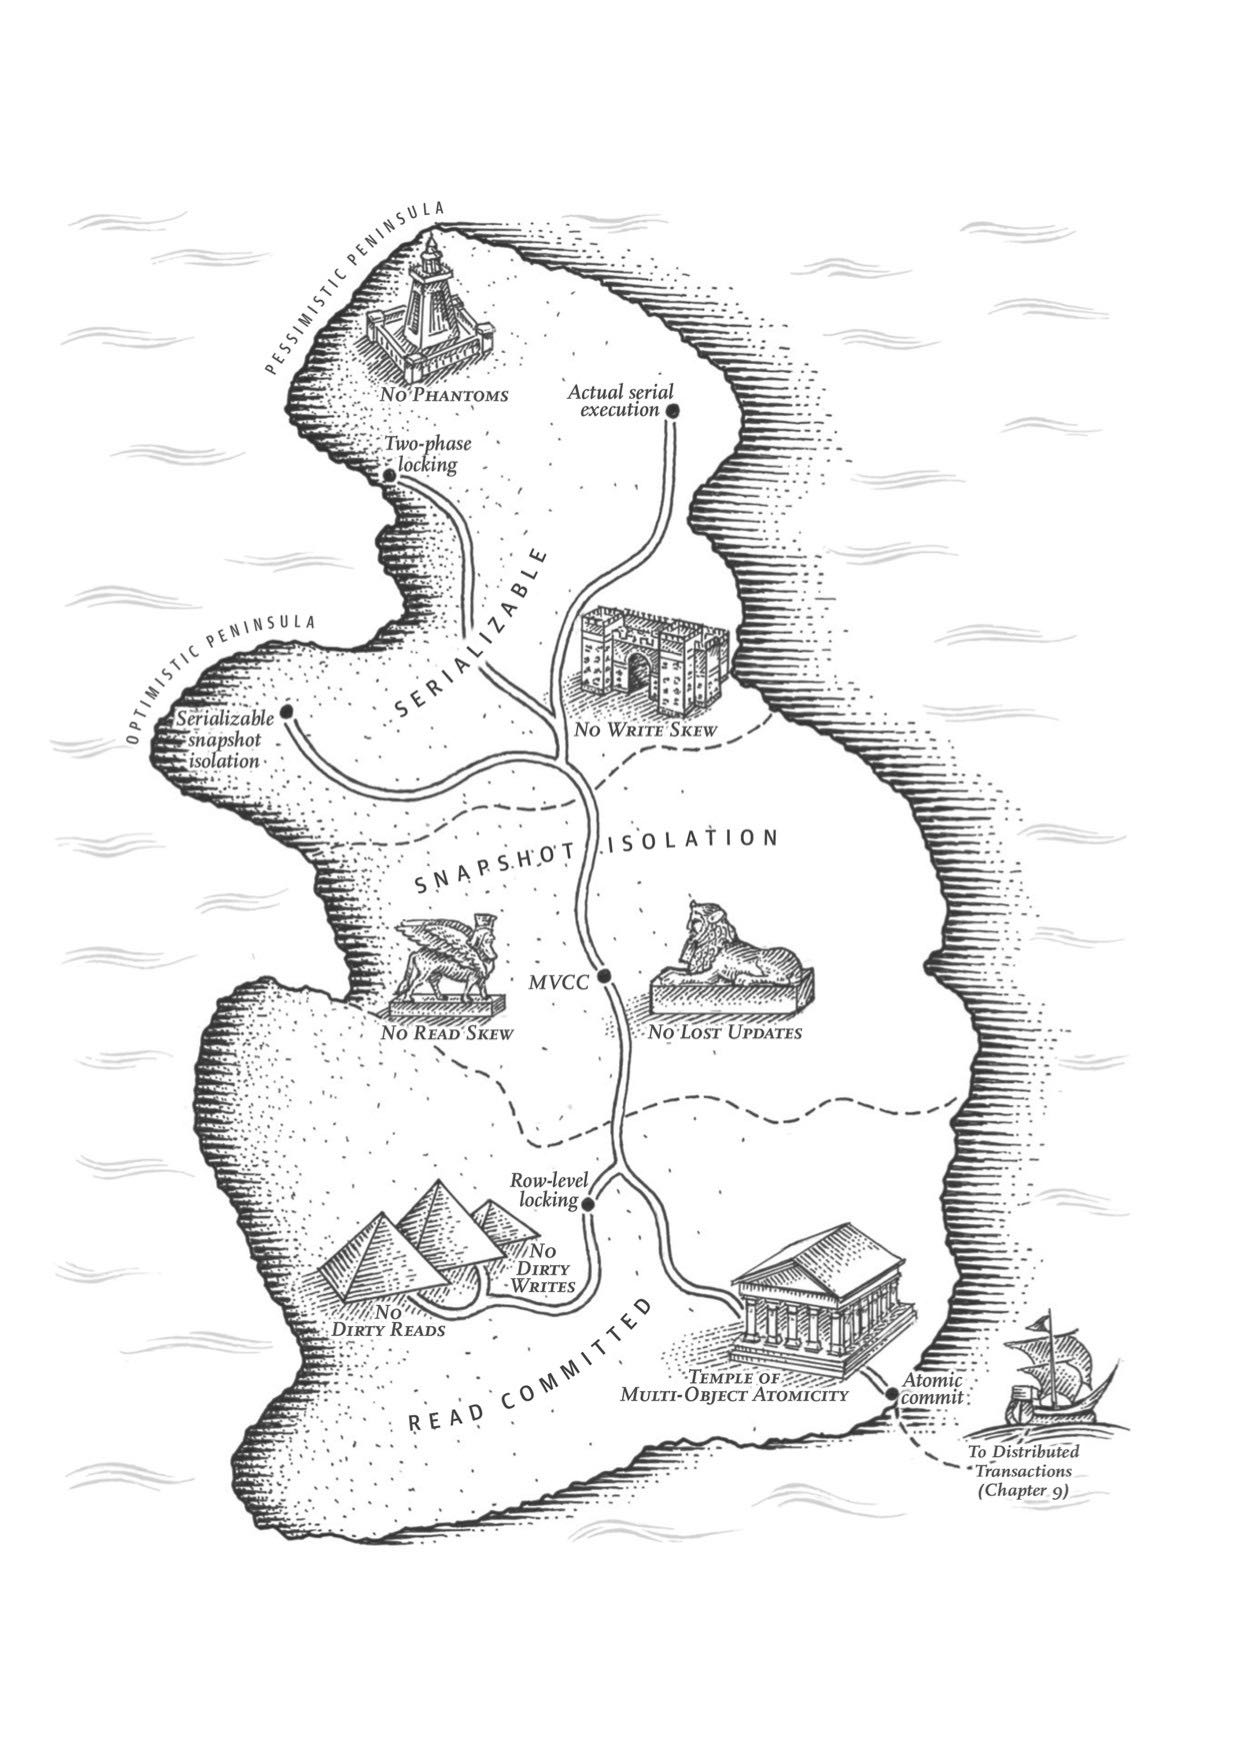 PESSIMISTIC PENINSULA
NO PHANTOMS
Actual serial
execution
Two-phase
locking
SERIALIZABLE
OPTIMISTIC PENINSULA
Serializable
snapshot
isolation
NO WRITE SKEW
SNAPSHOT ISOLATION
MVCC
NO READ SKEW
NO LOST UPDATES
Row-level
locking
NO
DIRTY
WRITES
NO
DIRTY READS
READ COMMITTED
TEMPLE OF
MULTI-OBJECT ATOMICITY
Atomic
commit
To Distributed
Transactions
(Chapter 9)